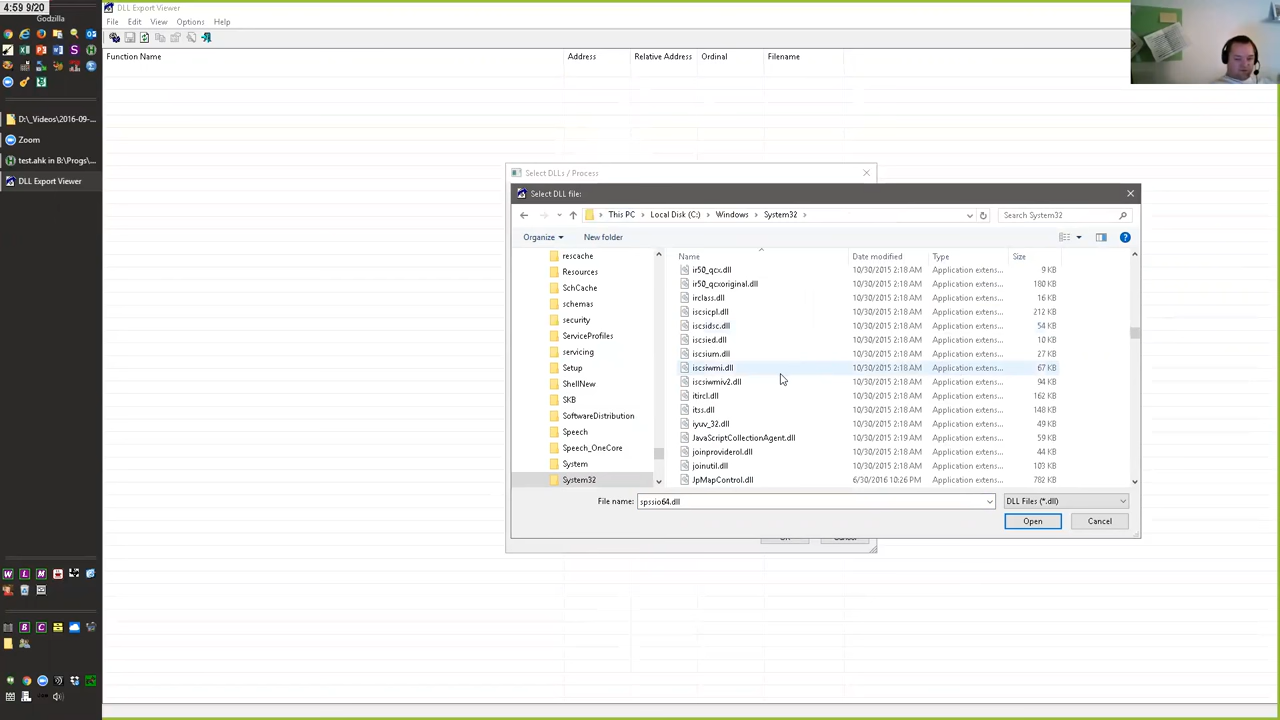 4:59 9/20
Godzilla
D:\_Videos\2016-09-...
Zoom
test.ahk in B:\Progs\...
DLL Export Viewer
DLL Export Viewer
File Edit View Options Help
Function Name Address Relative Address Ordinal Filename
Select DLLs / Process
Select DLL file:
This PC > Local Disk (C:) > Windows > System32 >
Search System32
Organize New folder
rescache
Resources
SchCache
schemas
security
ServiceProfiles
servicing
Setup
ShellNew
SKB
SoftwareDistribution
Speech
Speech_OneCore
System
System32
Name Date modified Type Size
ir50_qcx.dll 10/30/2015 2:18 AM Application extens... 9 KB
ir50_qcxoriginal.dll 10/30/2015 2:18 AM Application extens... 180 KB
irclass.dll 10/30/2015 2:18 AM Application extens... 16 KB
iscsicpl.dll 10/30/2015 2:18 AM Application extens... 212 KB
iscsidsc.dll 10/30/2015 2:18 AM Application extens... 54 KB
iscsied.dll 10/30/2015 2:18 AM Application extens... 10 KB
iscsium.dll 10/30/2015 2:18 AM Application extens... 27 KB
iscsiwmi.dll 10/30/2015 2:18 AM Application extens... 67 KB
iscsiwmiv2.dll 10/30/2015 2:18 AM Application extens... 94 KB
itircl.dll 10/30/2015 2:18 AM Application extens... 162 KB
itss.dll 10/30/2015 2:18 AM Application extens... 148 KB
iyuv_32.dll 10/30/2015 2:18 AM Application extens... 49 KB
JavaScriptCollectionAgent.dll 10/30/2015 2:19 AM Application extens... 59 KB
joinproviderol.dll 10/30/2015 2:18 AM Application extens... 44 KB
joinutil.dll 10/30/2015 2:18 AM Application extens... 103 KB
JpMapControl.dll 6/30/2016 10:26 PM Application extens... 782 KB
File name: spssio64.dll DLL Files (*.dll)
Open Cancel